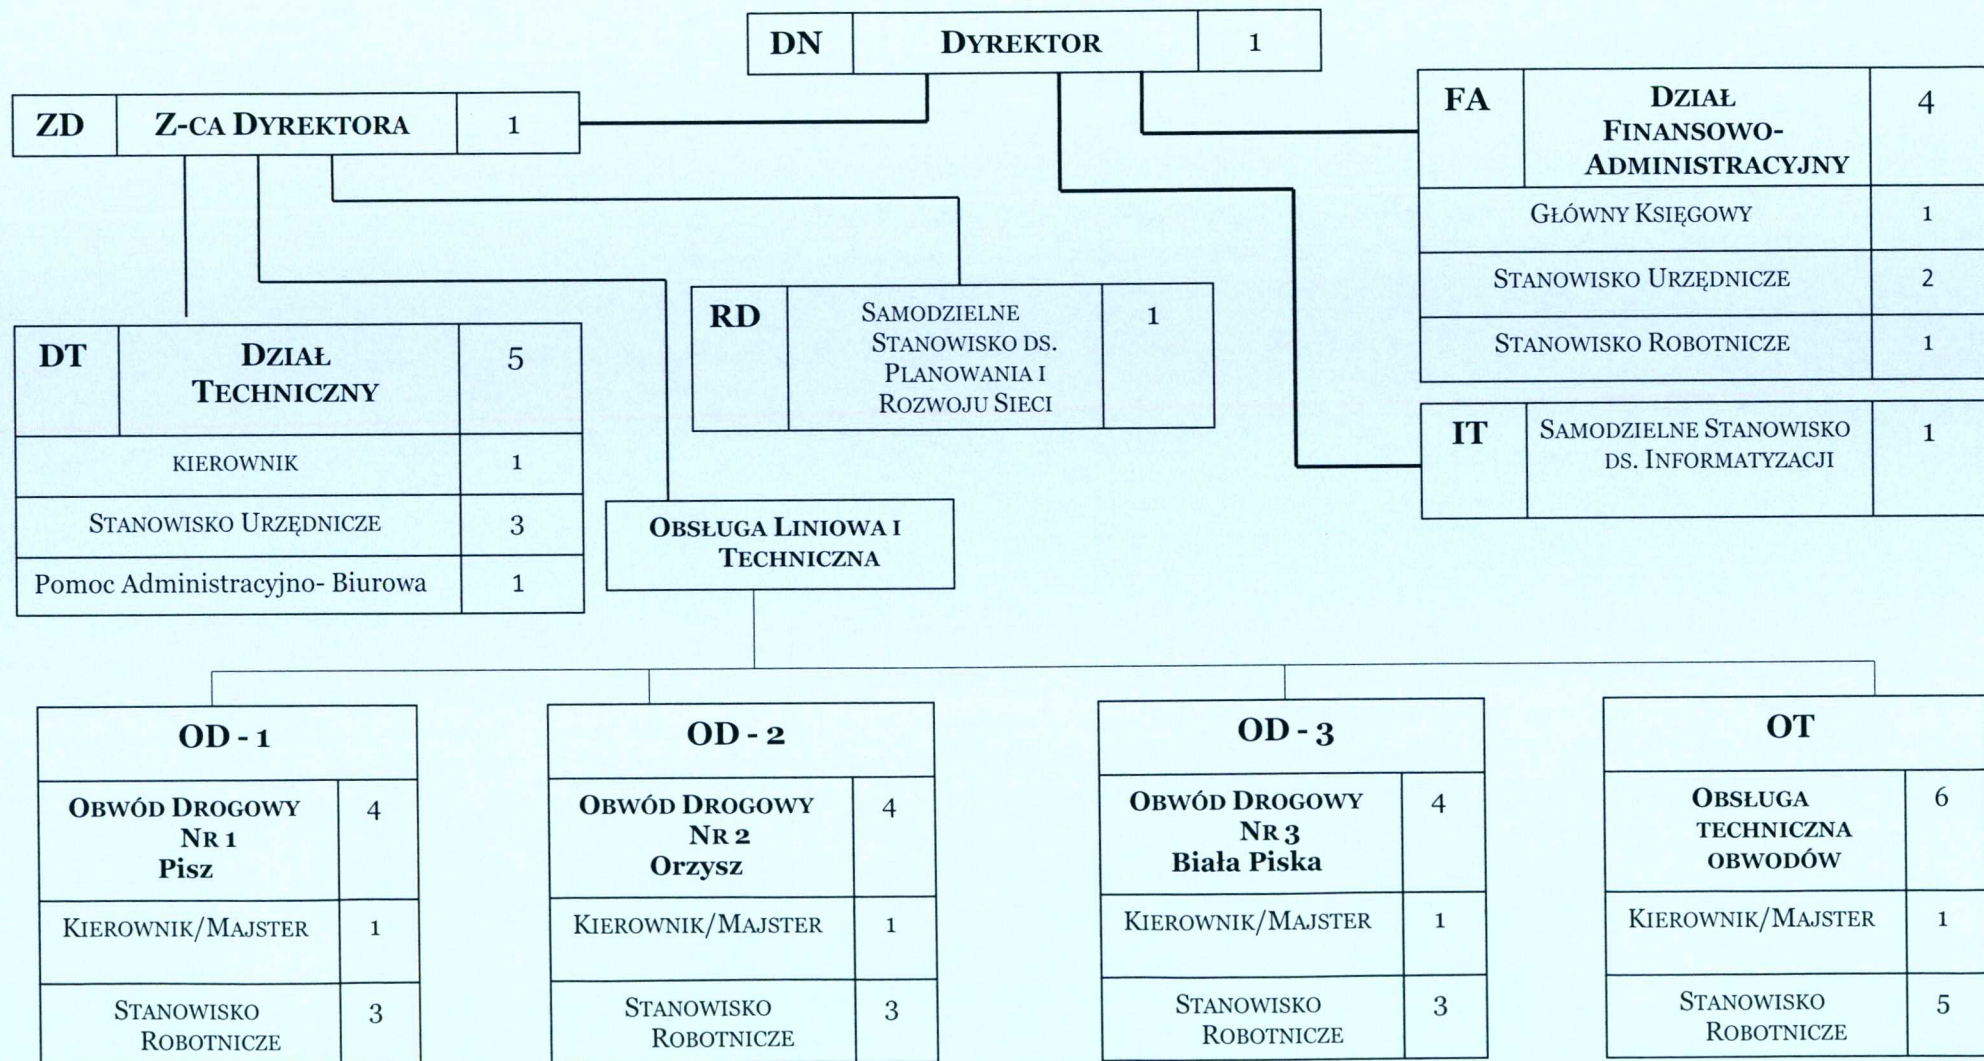 DN DYREKTOR 1
ZD Z-CA DYREKTORA 1
FA DZIAŁ 4
FINANSOWO-
ADMINISTRACYJNY
GŁÓWNY KSIĘGOWY 1
STANOWISKO URZĘDNICZE 2
STANOWISKO ROBOTNICZE 1
RD SAMODZIELNE 1
STANOWISKO DS.
PLANOWANIA I
ROZWOJU SIECI
DT DZIAŁ 5
TECHNICZNY
KIEROWNIK 1
STANOWISKO URZĘDNICZE 3
Pomoc Administracyjno- Biurowa 1
IT SAMODZIELNE STANOWISKO 1
DS. INFORMATYZACJI
OBSŁUGA LINIOWA I
TECHNICZNA
OD - 1
OBWÓD DROGOWY 4
NR 1
Pisz
KIEROWNIK/MAJSTER 1
STANOWISKO 3
ROBOTNICZE
OD - 2
OBWÓD DROGOWY 4
NR 2
Orzysz
KIEROWNIK/MAJSTER 1
STANOWISKO 3
ROBOTNICZE
OD - 3
OBWÓD DROGOWY 4
NR 3
Biała Piska
KIEROWNIK/MAJSTER 1
STANOWISKO 3
ROBOTNICZE
OT
OBSŁUGA 6
TECHNICZNA
OBWODÓW
KIEROWNIK/MAJSTER 1
STANOWISKO 5
ROBOTNICZE